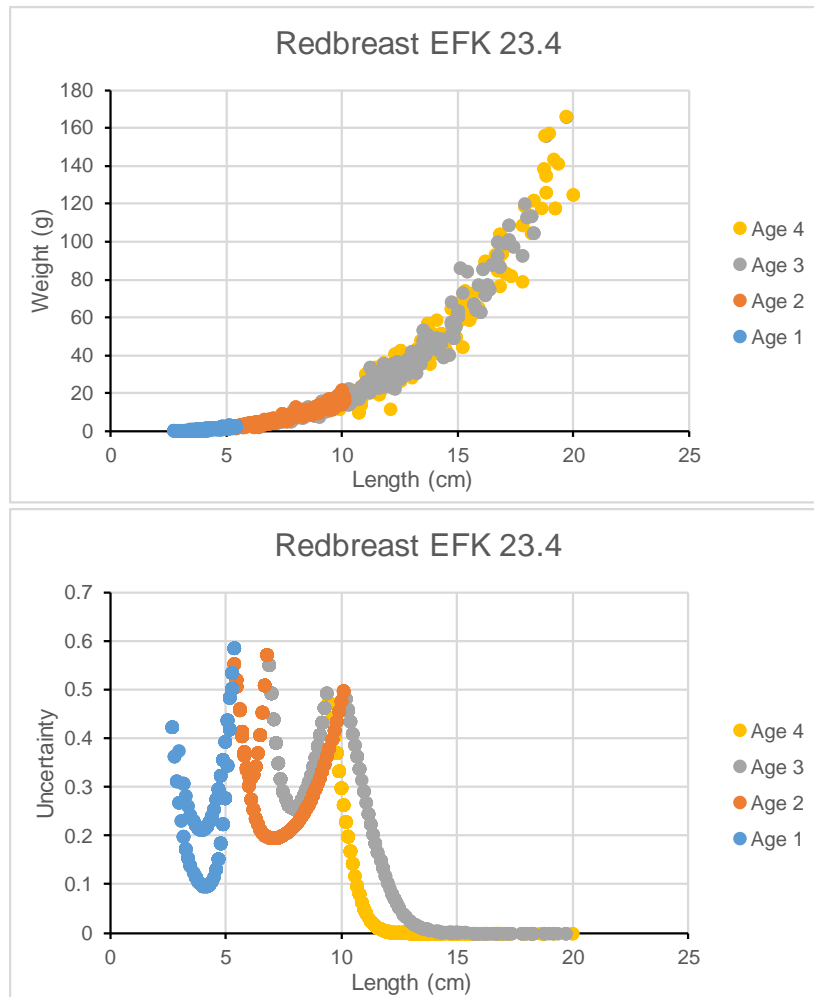 Redbreast EFK 23.4
180
160
140
120
100
80
60
40
20
0
Weight (g)
0 5 10 15 20 25
Length (cm)
Age 4
Age 3
Age 2
Age 1
Redbreast EFK 23.4
0.7
0.6
0.5
0.4
0.3
0.2
0.1
0
Uncertainty
0 5 10 15 20 25
Length (cm)
Age 4
Age 3
Age 2
Age 1